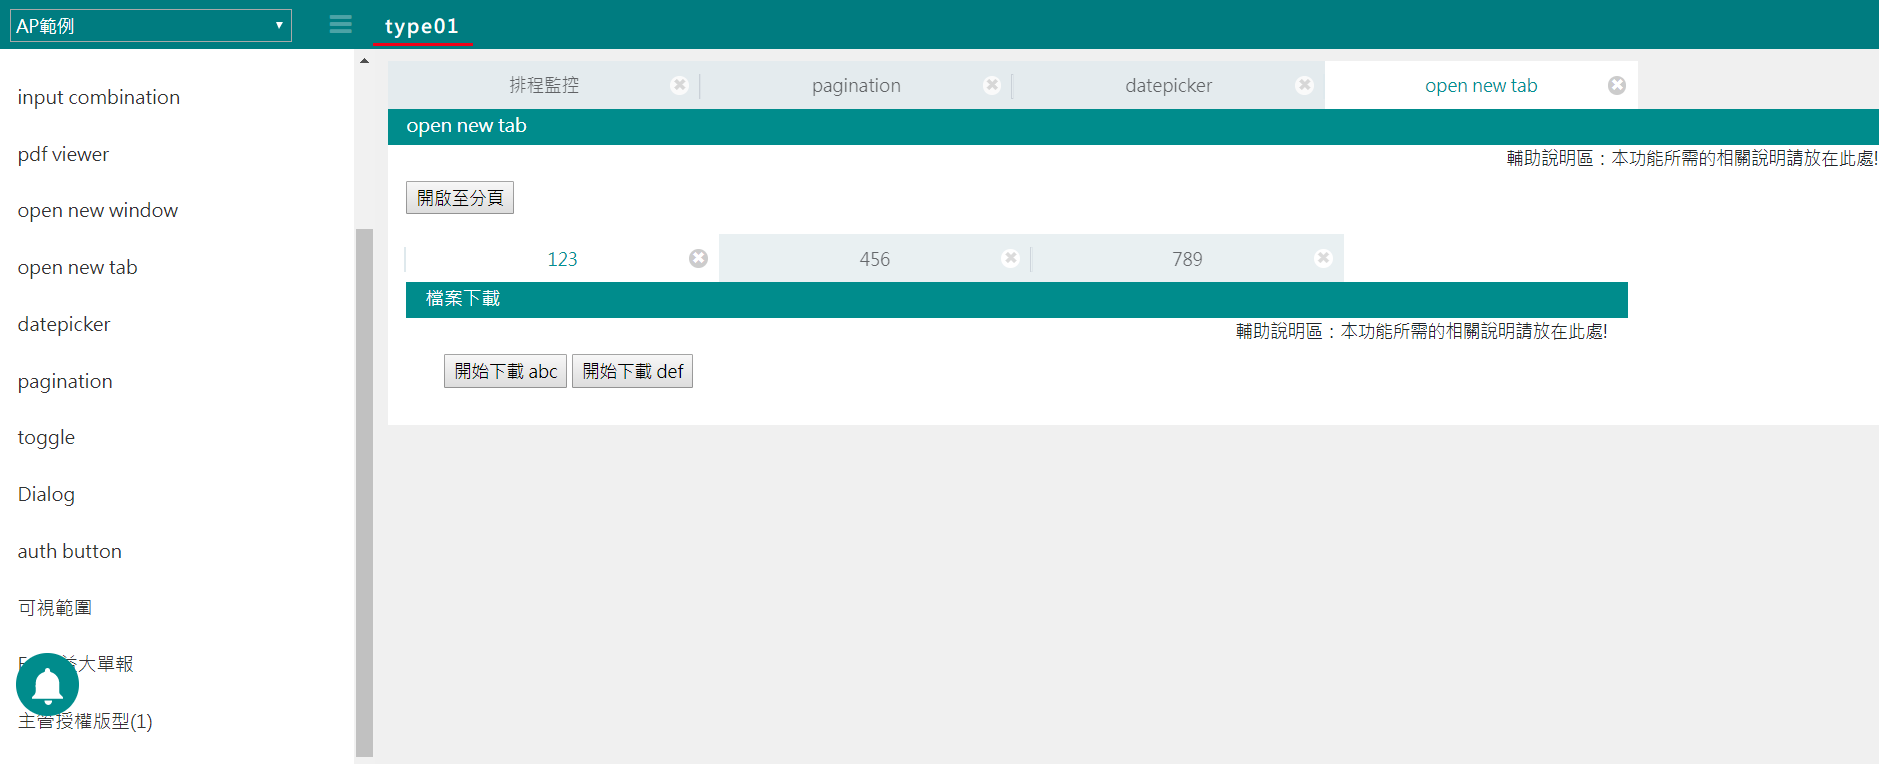 AP範例
type01
input combination
pdf viewer
open new window
open new tab
datepicker
pagination
toggle
Dialog
auth button
可視範圍
大單報
主管授權版型(1)
排程監控 pagination datepicker open new tab
open new tab
輔助說明區：本功能所需的相關說明請放在此處!
開啟至分頁
123 456 789
檔案下載
輔助說明區：本功能所需的相關說明請放在此處!
開始下載 abc 開始下載 def